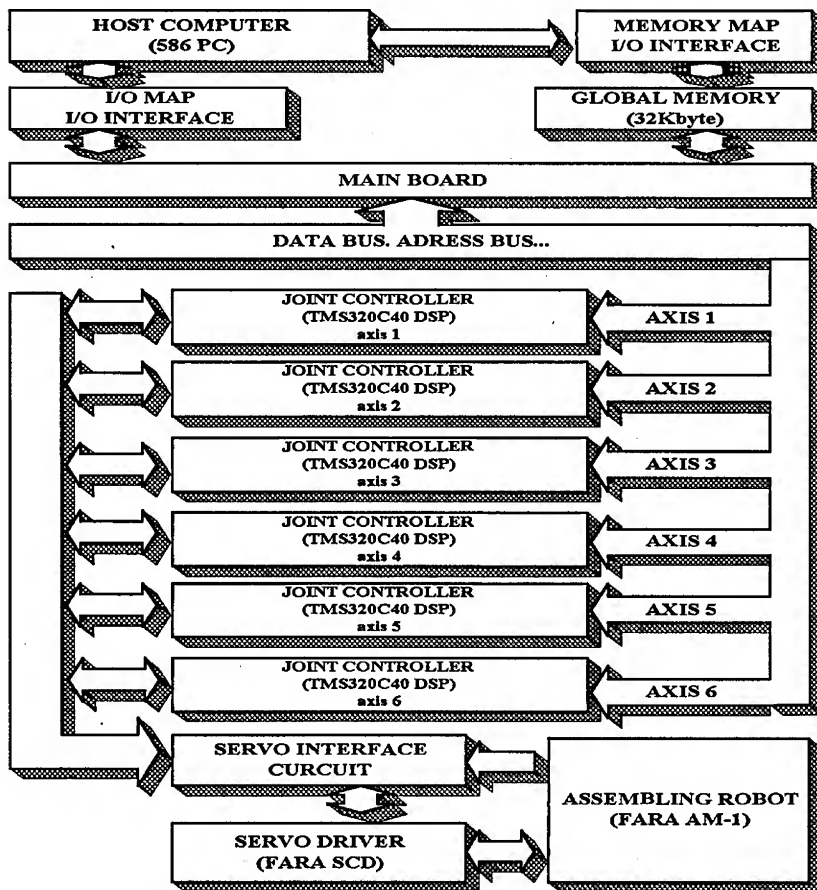 HOST COMPUTER
(586 PC)
MEMORY MAP
I/O INTERFACE
I/O MAP
I/O INTERFACE
GLOBAL MEMORY
(32Kbyte)
MAIN BOARD
DATA BUS. ADRESS BUS...
JOINT CONTROLLER
(TMS320C40 DSP)
axis 1
AXIS 1
JOINT CONTROLLER
(TMS320C40 DSP)
axis 2
AXIS 2
JOINT CONTROLLER
(TMS320C40 DSP)
axis 3
AXIS 3
JOINT CONTROLLER
(TMS320C40 DSP)
axis 4
AXIS 4
JOINT CONTROLLER
(TMS320C40 DSP)
axis 5
AXIS 5
JOINT CONTROLLER
(TMS320C40 DSP)
axis 6
AXIS 6
SERVO INTERFACE
CURCUIT
ASSEMBLING ROBOT
(FARA AM-1)
SERVO DRIVER
(FARA SCD)